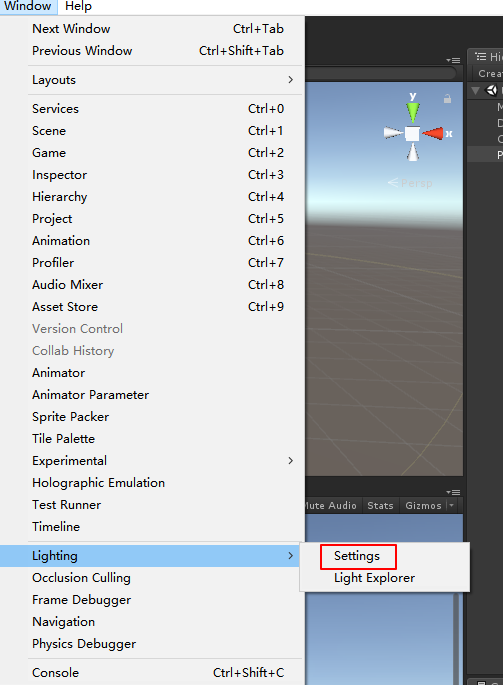 Window Help
Next Window Ctrl+Tab
Previous Window Ctrl+Shift+Tab
Layouts
Services Ctrl+0
Scene Ctrl+1
Game Ctrl+2
Inspector Ctrl+3
Hierarchy Ctrl+4
Project Ctrl+5
Animation Ctrl+6
Profiler Ctrl+7
Audio Mixer Ctrl+8
Asset Store Ctrl+9
Version Control
Collab History
Animator
Animator Parameter
Sprite Packer
Tile Palette
Experimental
Holographic Emulation
Test Runner
Timeline
Lighting
Occlusion Culling
Frame Debugger
Navigation
Physics Debugger
Console Ctrl+Shift+C
Settings
Light Explorer
y
x
Persp
Mute Audio Stats Gizmos